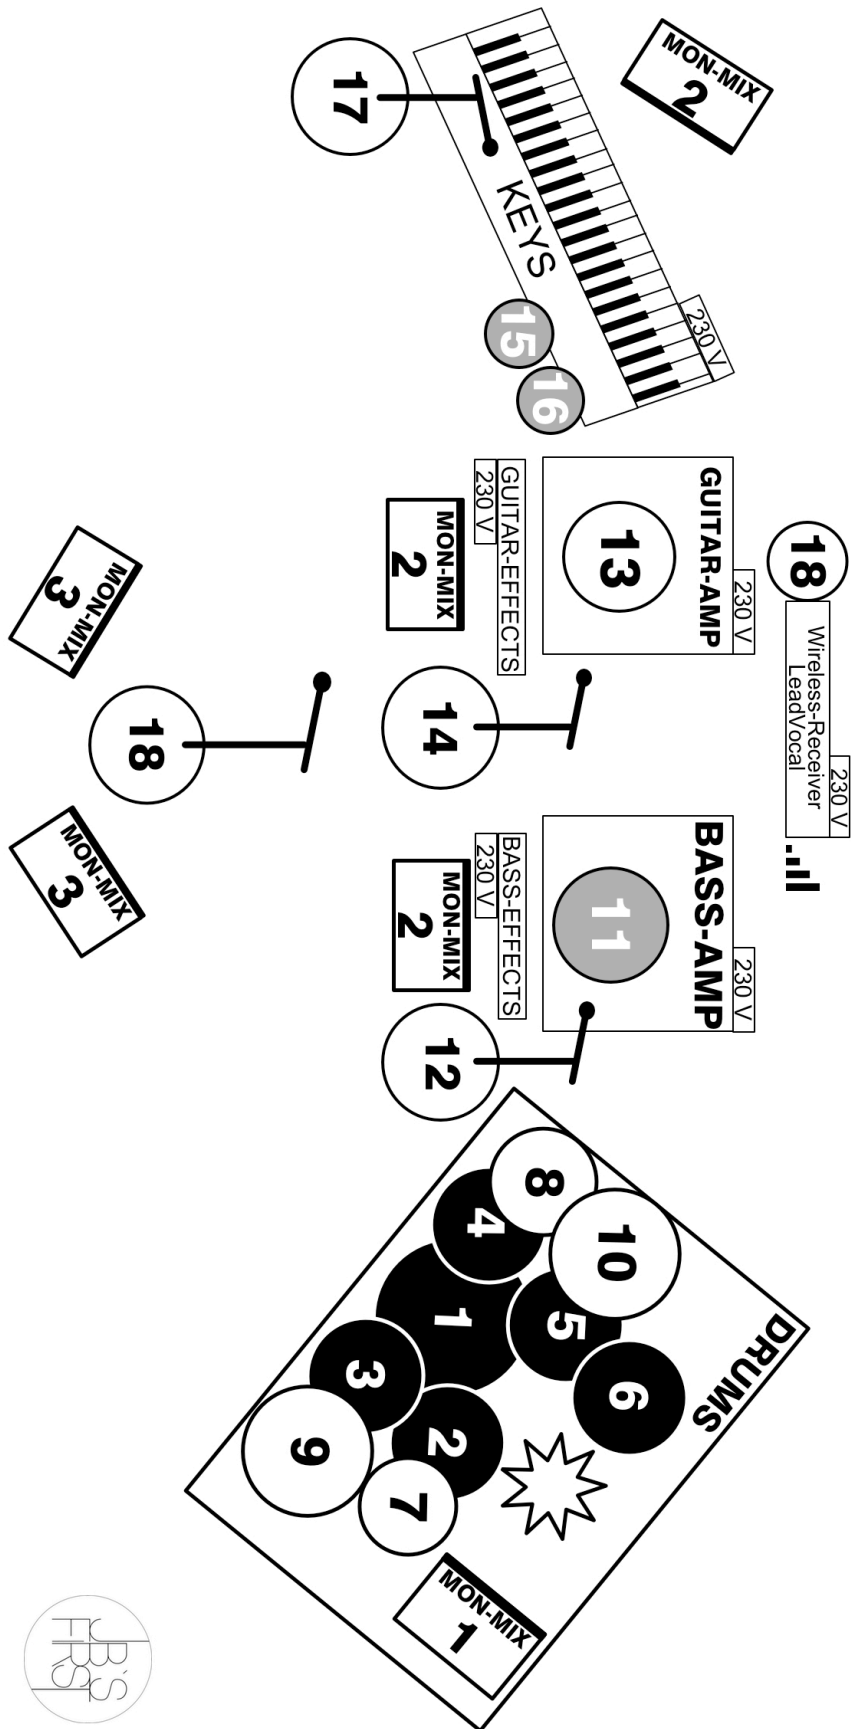 MON-MIX
2
230 V
KEYS
15
16
17
18
Wireless-Receiver
LeadVocal
230 V
GUITAR-AMP
230 V
13
GUITAR-EFFECTS
230 V
MON-MIX
2
14
BASS-AMP
230 V
11
BASS-EFFECTS
230 V
MON-MIX
2
12
DRUMS
8
10
4
5
6
1
3
2
9
7
MON-MIX
1
MON-MIX
3
18
MON-MIX
3
JB`S
FIRST